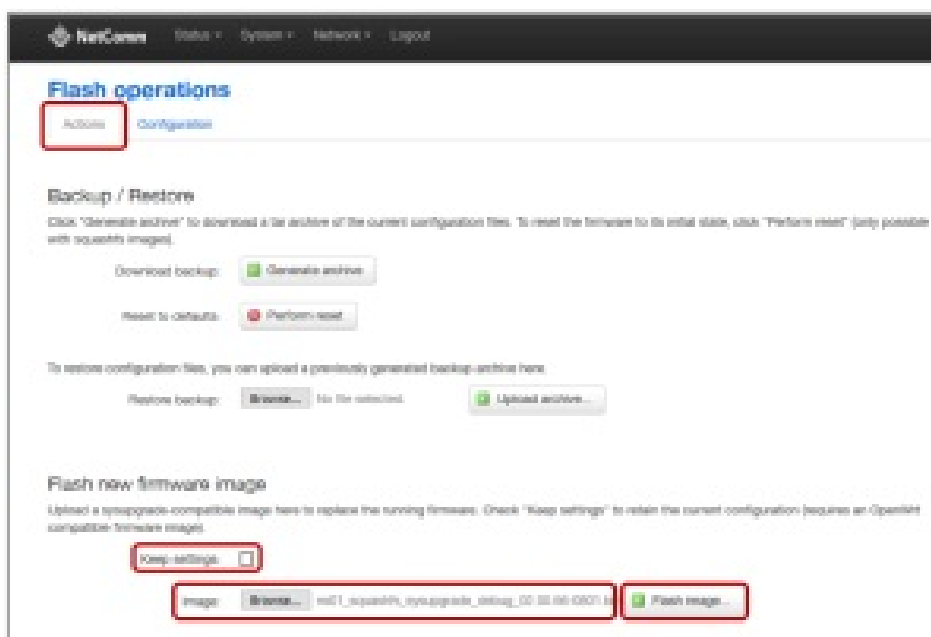 NetComm Status System Network Logout
Flash operations
Actions Configuration
Backup / Restore
Click "Generate archive" to download a tar archive of the current configuration files. To reset the firmware to its initial state, click "Perform reset" (only possible
with squashfs images).
Download backup: Generate archive
Reset to defaults: Perform reset
To restore configuration files, you can upload a previously generated backup archive here.
Restore backup: Browse... No file selected. Upload archive...
Flash new firmware image
Upload a sysupgrade-compatible image here to replace the running firmware. Check "Keep settings" to retain the current configuration (requires an OpenWrt
compatible firmware image).
Keep settings:
Image: Browse... Flash image...